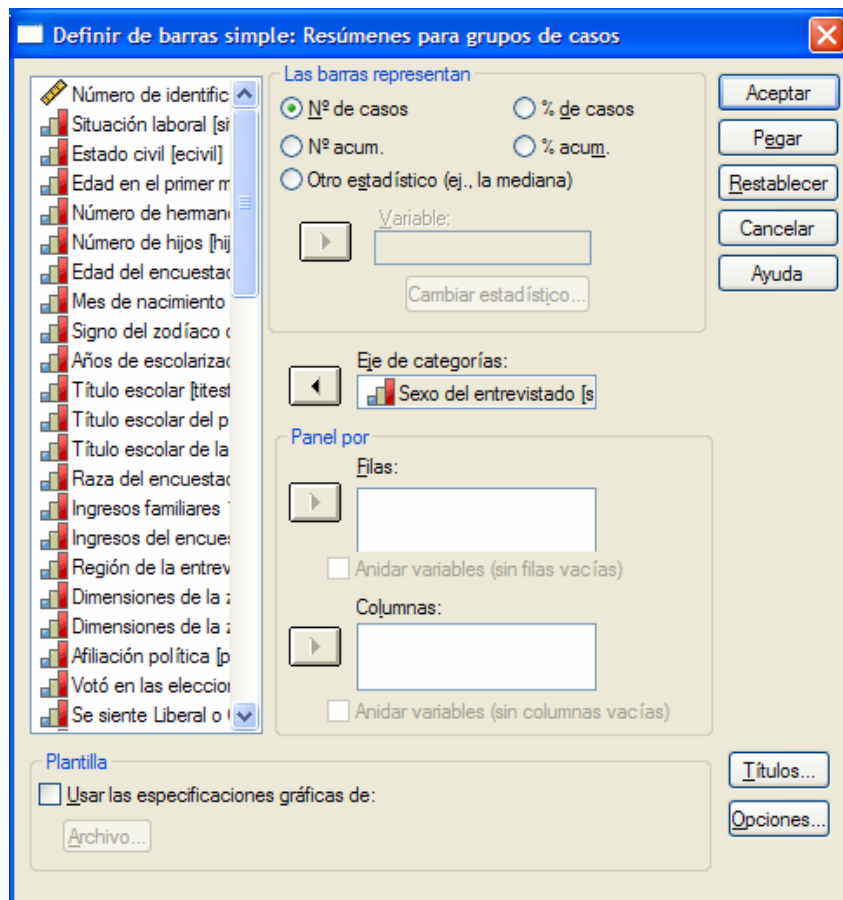 Definir de barras simple: Resúmenes para grupos de casos
Número de identific
Situación laboral [si
Estado civil [ecivil]
Edad en el primer m
Número de herman
Número de hijos [hij
Edad del encuestad
Mes de nacimiento
Signo del zodíaco d
Años de escolarizac
Título escolar [titest
Título escolar del p
Título escolar de la
Raza del encuestad
Ingresos familiares
Ingresos del encues
Región de la entrev
Dimensiones de la z
Dimensiones de la z
Afiliación política [p
Votó en las eleccion
Se siente Liberal o
Las barras representan
Nº de casos
% de casos
Nº acum.
% acum.
Otro estadístico (ej., la mediana)
Variable:
Cambiar estadístico...
Eje de categorías:
Sexo del entrevistado [s
Panel por
Filas:
Anidar variables (sin filas vacías)
Columnas:
Anidar variables (sin columnas vacías)
Aceptar
Pegar
Restablecer
Cancelar
Ayuda
Plantilla
Usar las especificaciones gráficas de:
Archivo...
Títulos...
Opciones...